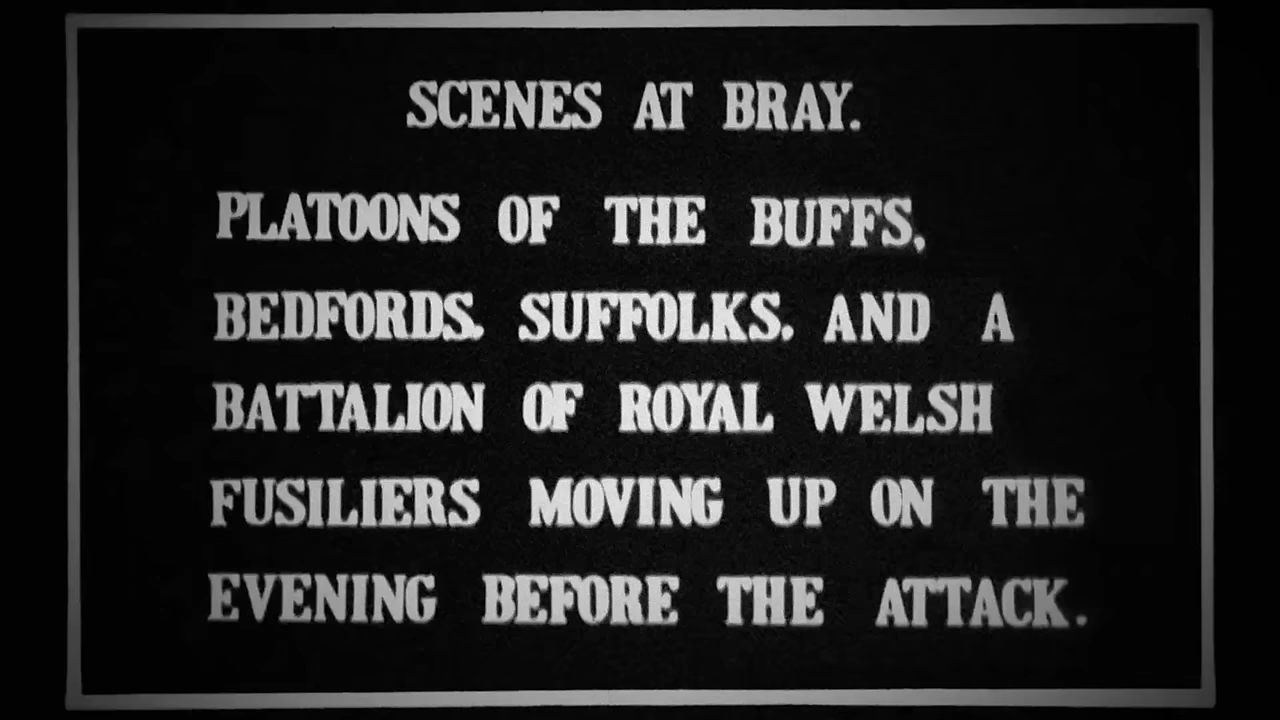 SCENES AT BRAY.
PLATOONS OF THE BUFFS,
BEDFORDS. SUFFOLKS. AND A
BATTALION OF ROYAL WELSH
FUSILIERS MOVING UP ON THE
EVENING BEFORE THE ATTACK.